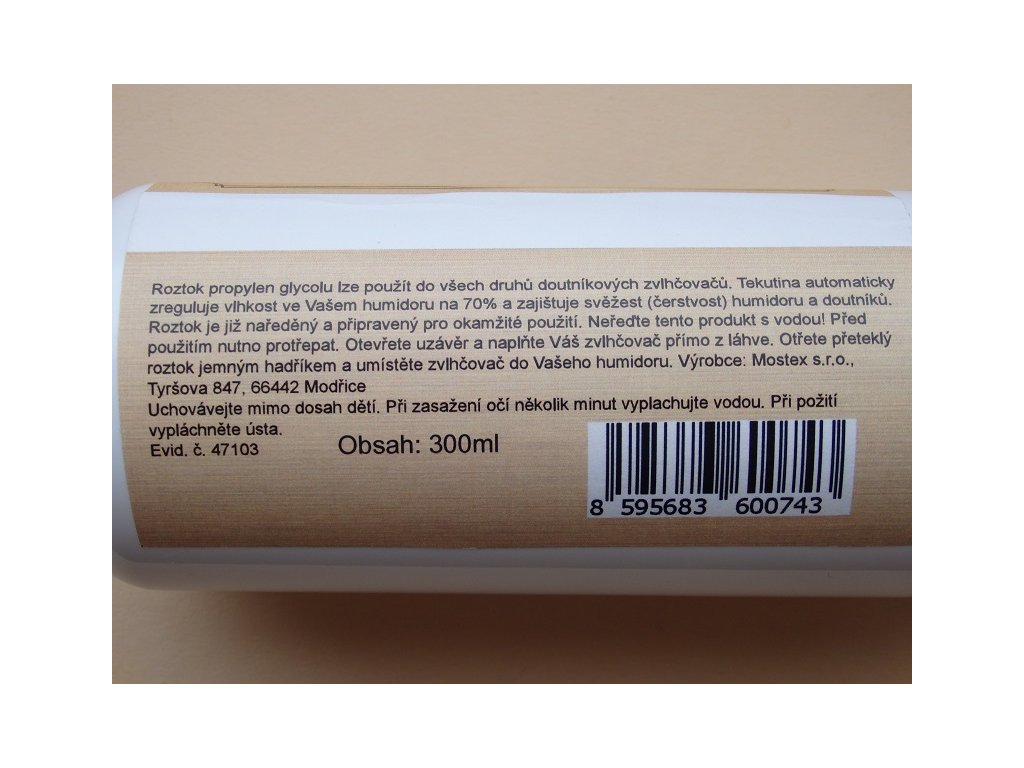 Roztok propylen glycolu lze použít do všech druhů doutníkových zvlhčovačů. Tekutina automaticky
zreguluje vlhkost ve Vašem humidoru na 70% a zajištuje svěžest (čerstvost) humidoru a doutníků.
Roztok je již naředěný a připravený pro okamžité použití. Neřeďte tento produkt s vodou! Před
použitím nutno protřepat. Otevřete uzávěr a naplňte Váš zvlhčovač přímo z láhve. Otřete přeteklý
roztok jemným hadříkem a umístěte zvlhčovač do Vašeho humidoru. Výrobce: Mostex s.r.o.,
Tyršova 847, 66442 Modřice
Uchovávejte mimo dosah dětí. Při zasažení očí několik minut vyplachujte vodou. Při požití
vypláchněte ústa.
Evid. č. 47103
Obsah: 300ml
8 595683 600743